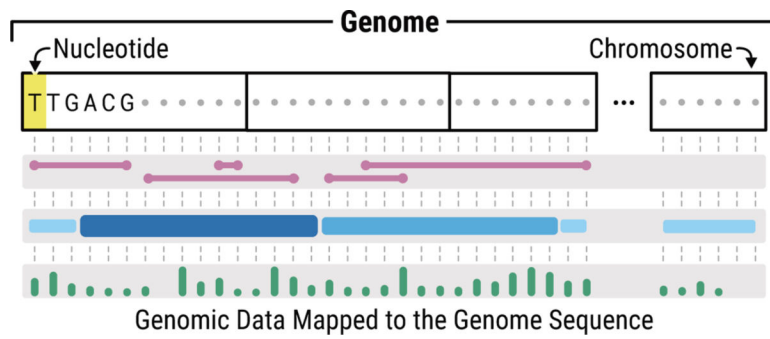 Genome
Nucleotide
Chromosome
TTGACG
...
Genomic Data Mapped to the Genome Sequence